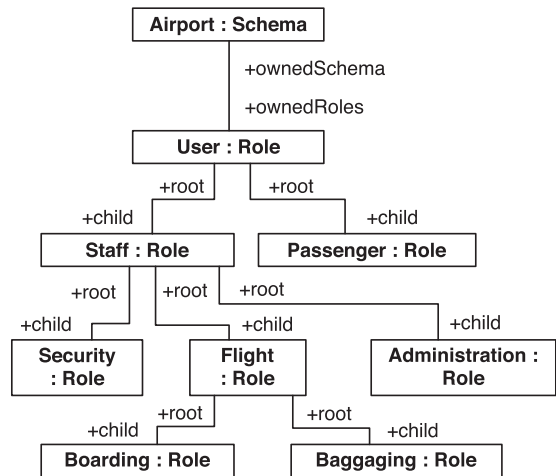 Airport : Schema
+ownedSchema
+ownedRoles
User : Role
+root +root
+child +child
Staff : Role Passenger : Role
+root +root +root
+child +child +child
Security : Role
Flight : Role
Administration : Role
+root +root
+child +child
Boarding : Role Baggaging : Role